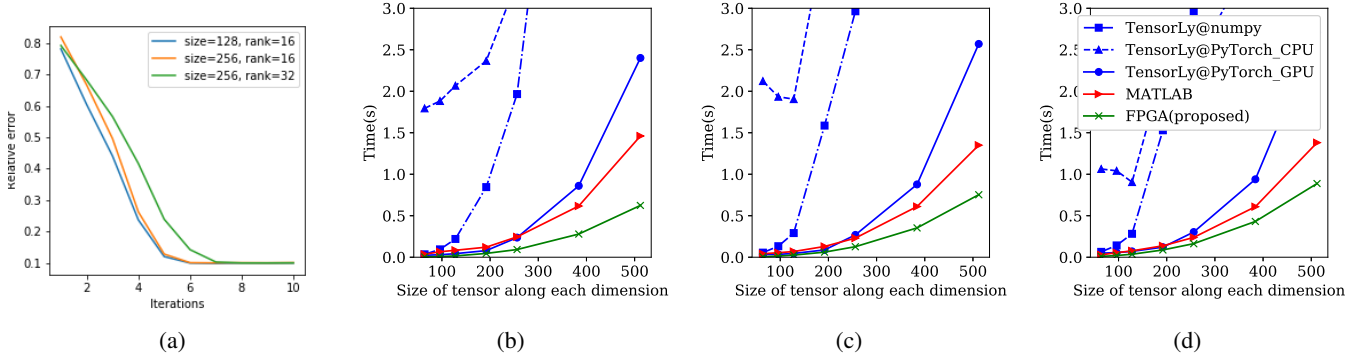 size=128, rank=16
size=256, rank=16
size=256, rank=32
Relative error
0.8
0.7
0.6
0.5
0.4
0.3
0.2
0.1
2
4
6
8
10
Iterations
(a)
Time(s)
3.0
2.5
2.0
1.5
1.0
0.5
0.0
100
200
300
400
500
Size of tensor along each dimension
(b)
Time(s)
3.0
2.5
2.0
1.5
1.0
0.5
0.0
100
200
300
400
500
Size of tensor along each dimension
(c)
Time(s)
3.0
2.5
2.0
1.5
1.0
0.5
0.0
TensorLy@numpy
TensorLy@PyTorch_CPU
TensorLy@PyTorch_GPU
MATLAB
FPGA(proposed)
100
200
300
400
500
Size of tensor along each dimension
(d)